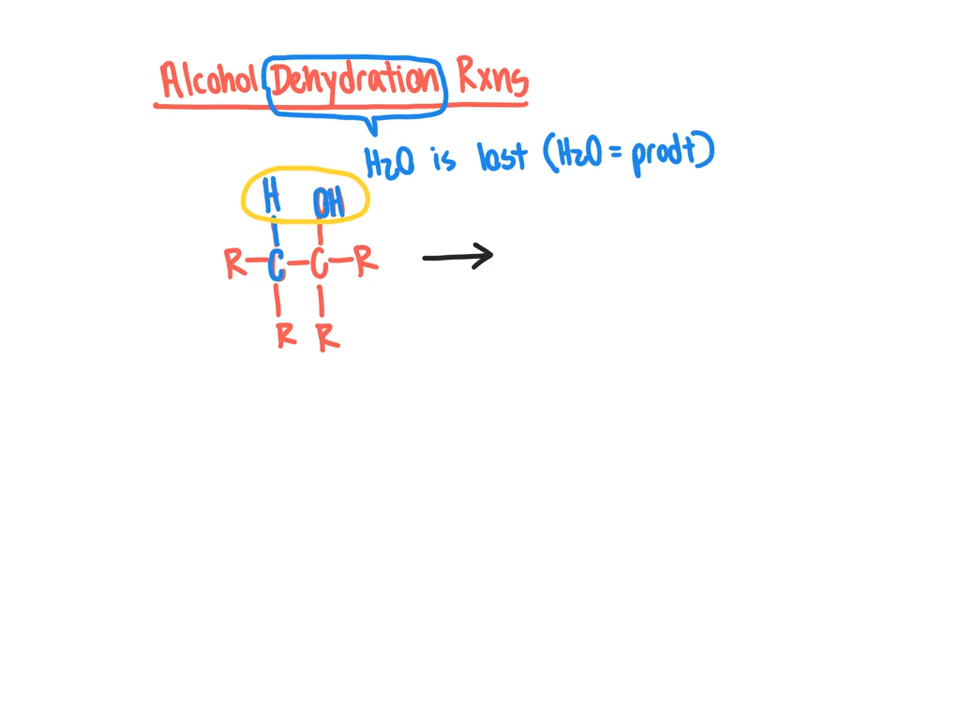 Alcohol Dehydration Rxns
H2O is lost (H2O = prodt)
H OH
R-C-C-R
R R